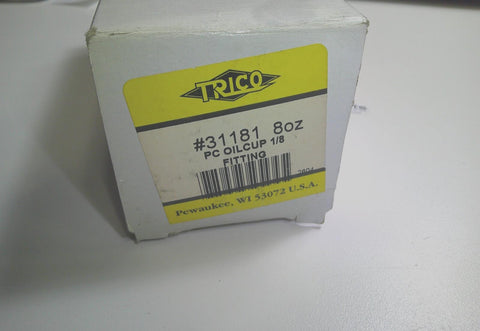 TRICO
#31181 8oz
PC OILCUP 1/8
FITTING
Pewaukee, WI 53072 U.S.A.